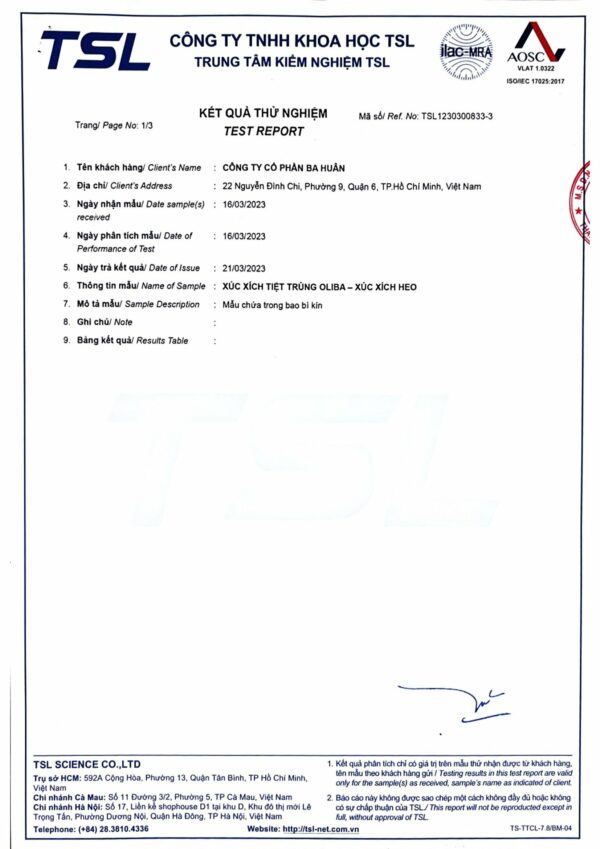 TSL
CÔNG TY TNHH KHOA HỌC TSL
TRUNG TÂM KIỂM NGHIỆM TSL
ilac-MRA
AOSC
VLAT 1.0322
ISO/IEC 17025:2017
Trang/ Page No: 1/3
KẾT QUẢ THỬ NGHIỆM
TEST REPORT
Mã số/ Ref. No: TSL1230300833-3
1. Tên khách hàng/ Client's Name : CÔNG TY CỔ PHẦN BA HUÂN
2. Địa chỉ/ Client's Address : 22 Nguyễn Đình Chi, Phường 9, Quận 6, TP.Hồ Chí Minh, Việt Nam
3. Ngày nhận mẫu/ Date sample(s) : 16/03/2023
received
4. Ngày phân tích mẫu/ Date of : 16/03/2023
Performance of Test
5. Ngày trả kết quả/ Date of Issue : 21/03/2023
6. Thông tin mẫu/ Name of Sample : XÚC XÍCH TIỆT TRÙNG OLIBA – XÚC XÍCH HEO
7. Mô tả mẫu/ Sample Description : Mẫu chứa trong bao bì kín
8. Ghi chú/ Note :
9. Bảng kết quả/ Results Table :
M.S.D.N
TSL
TSL SCIENCE CO.,LTD
Trụ sở HCM: 592A Cộng Hòa, Phường 13, Quận Tân Bình, TP Hồ Chí Minh,
Việt Nam
Chi nhánh Cà Mau: Số 11 Đường 3/2, Phường 5, TP Cà Mau, Việt Nam
Chi nhánh Hà Nội: Số 17, Liền kề shophouse D1 tại khu D, Khu đô thị mới Lê
Trọng Tấn, Phường Dương Nội, Quận Hà Đông, TP Hà Nội, Việt Nam
Telephone: (+84) 28.3810.4336 Website: http://tsl-net.com.vn
1. Kết quả phân tích chỉ có giá trị trên mẫu thử nhận được từ khách hàng,
tên mẫu theo khách hàng gửi / Testing results in this test report are valid
only for the sample(s) as received, sample's name as indicated of client.
2. Báo cáo này không được sao chép một cách không đầy đủ hoặc không
có sự chấp thuận của TSL./ This report will not be reproduced except in
full, without approval of TSL.
TS-TTCL-7.8/BM-04